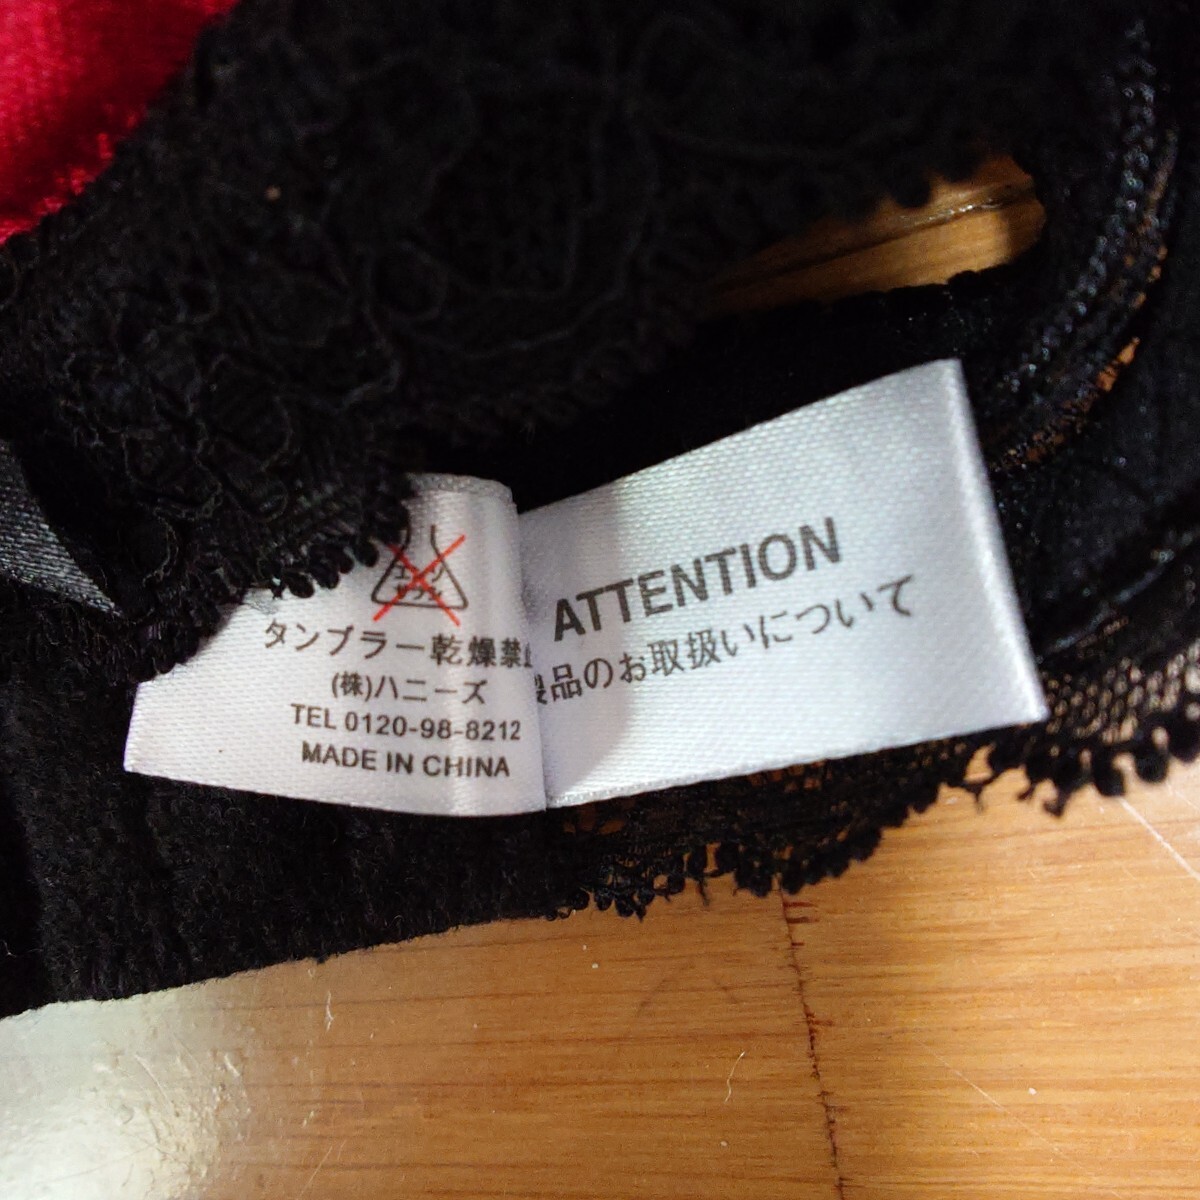 タンブラー乾燥禁止
(株)ハニーズ
TEL 0120-98-8212
MADE IN CHINA
ATTENTION
製品のお取扱いについて